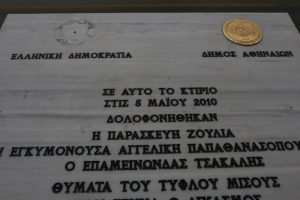 ΕΛΛΗΝΙΚΗ ΔΗΜΟΚΡΑΤΙΑ ΔΗΜΟΣ ΑΘΗΝΑΙΩΝ
ΣΕ ΑΥΤΟ ΤΟ ΚΤΙΡΙΟ
ΣΤΙΣ 5 ΜΑΪΟΥ 2010
ΔΟΛΟΦΟΝΗΘΗΚΑΝ
Η ΠΑΡΑΣΚΕΥΗ ΖΟΥΛΙΑ
Η ΕΓΚΥΜΟΝΟΥΣΑ ΑΓΓΕΛΙΚΗ ΠΑΠΑΘΑΝΑΣΟΠΟΥ
Ο ΕΠΑΜΕΙΝΩΝΔΑΣ ΤΣΑΚΑΛΗΣ
ΘΥΜΑΤΑ ΤΟΥ ΤΥΦΛΟΥ ΜΙΣΟΥΣ